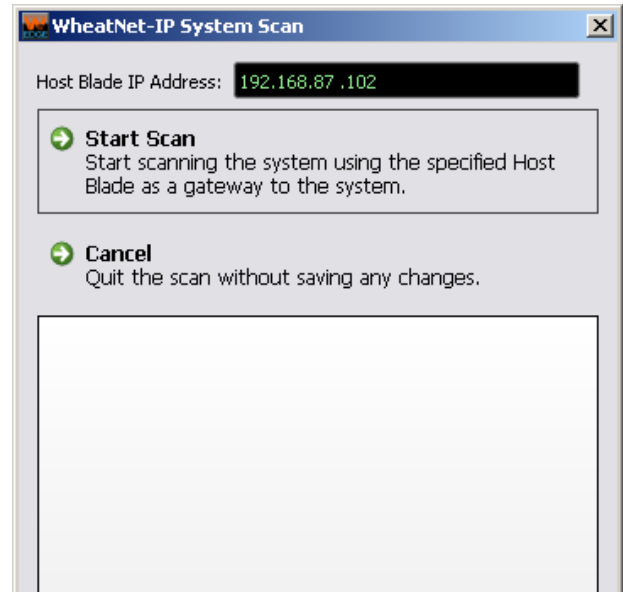 WheatNet-IP System Scan
Host Blade IP Address: 192.168.87 .102
Start Scan
Start scanning the system using the specified Host
Blade as a gateway to the system.
Cancel
Quit the scan without saving any changes.